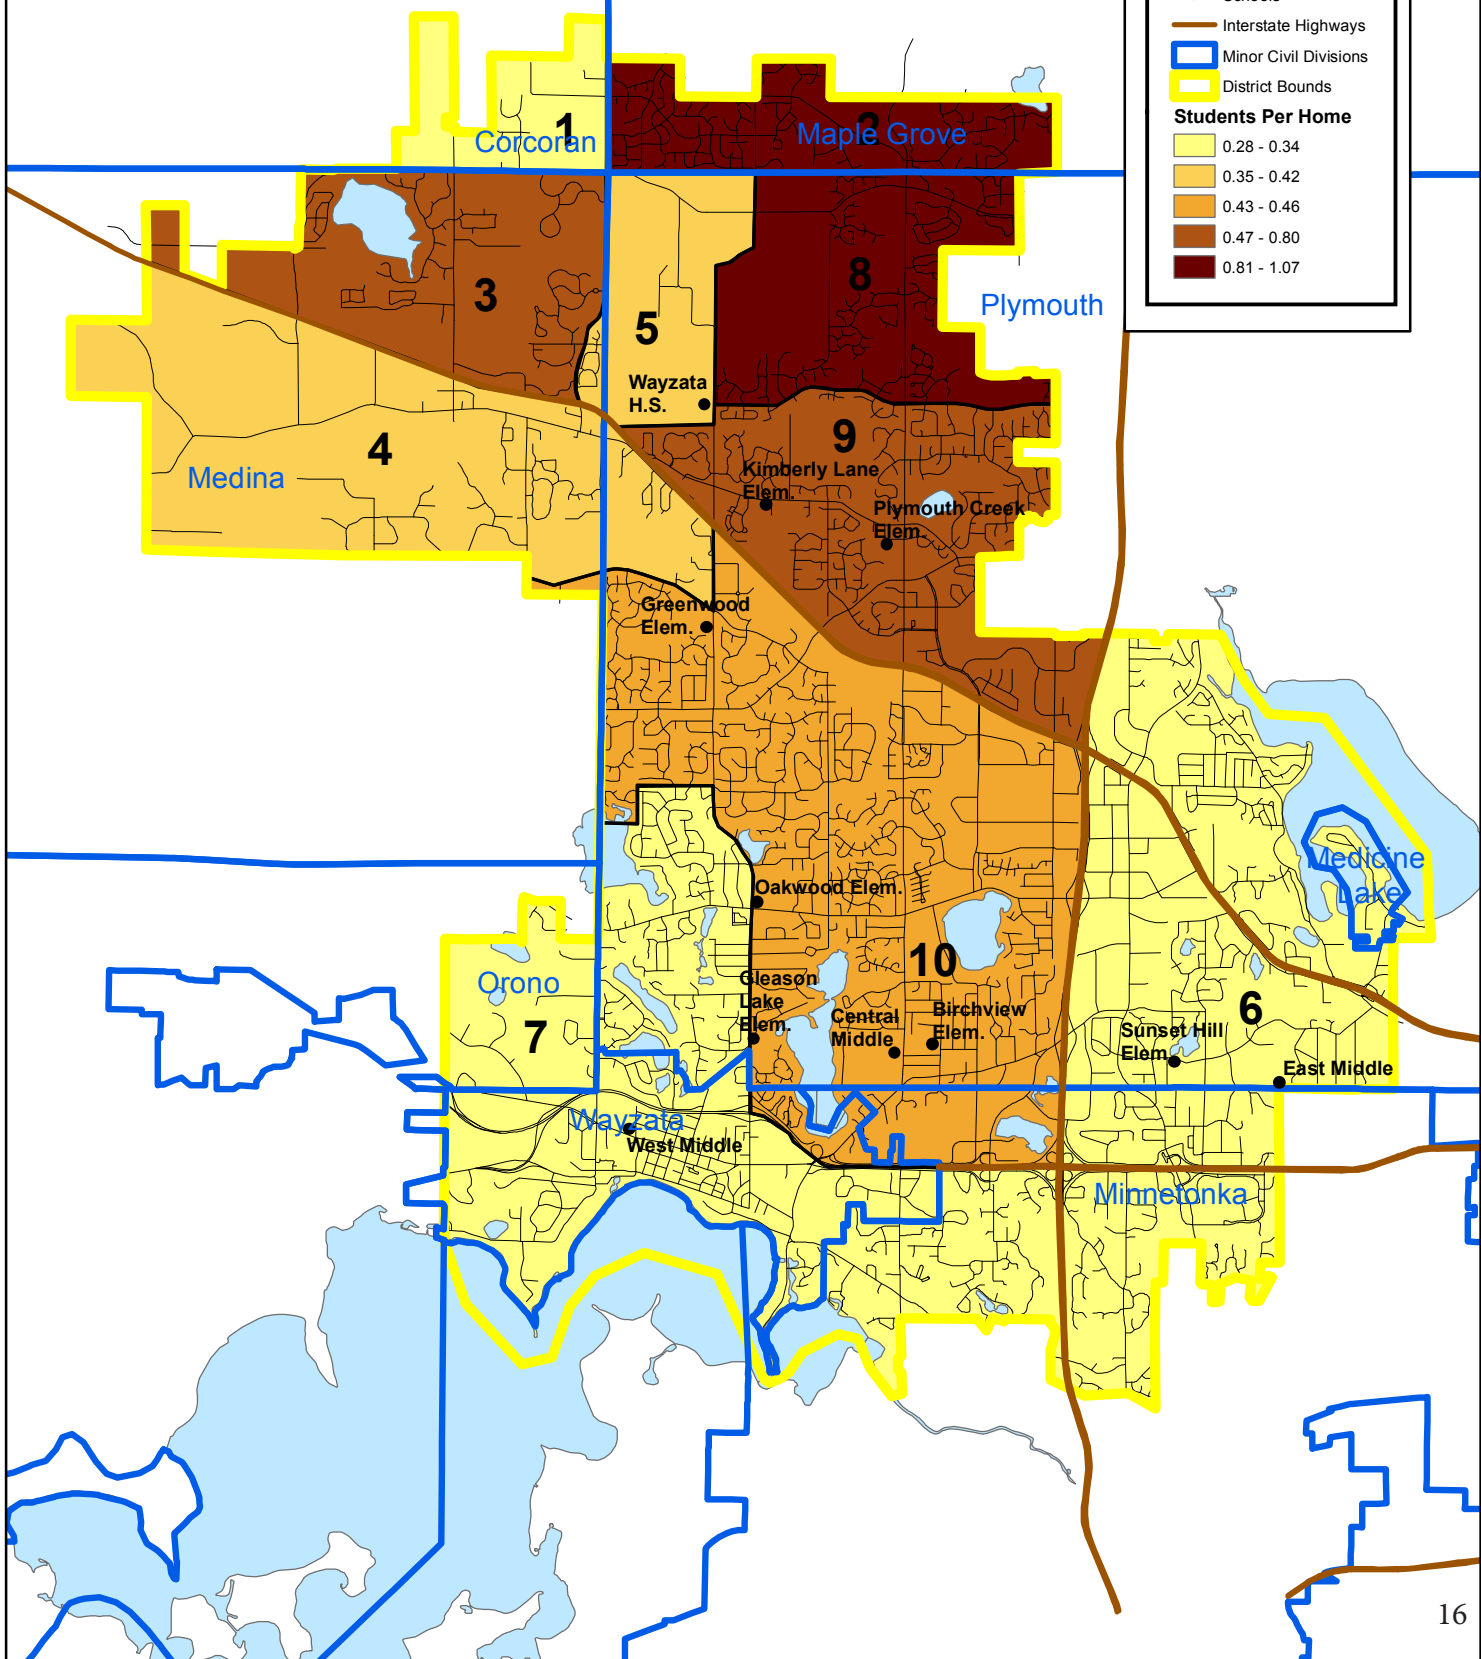 Schools
Interstate Highways
Minor Civil Divisions
District Bounds
Students Per Home
0.28 - 0.34
0.35 - 0.42
0.43 - 0.46
0.47 - 0.80
0.81 - 1.07
1
Corcoran
2
Maple Grove
3
5
8
Plymouth
Wayzata
H.S.
4
Medina
9
Kimberly Lane
Elem.
Plymouth Creek
Elem.
Greenwood
Elem.
Medicine
Lake
Oakwood Elem.
10
Orono
7
Gleason
Lake
Elem.
Central
Middle
Birchview
Elem.
6
Sunset Hill
Elem.
East Middle
Wayzata
West Middle
Minnetonka
16